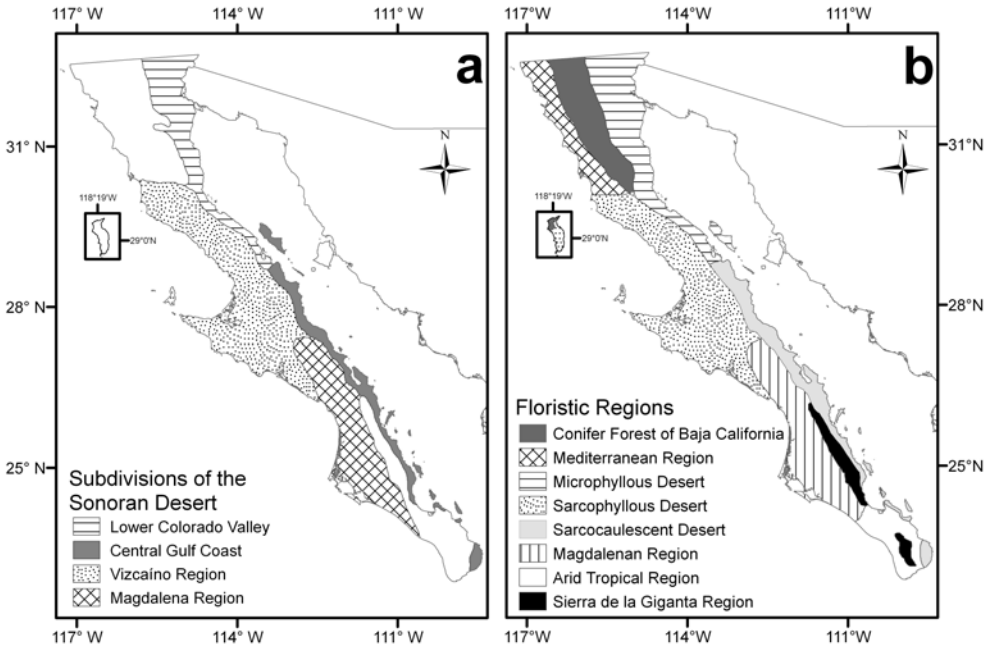 117°W 114°W 111°W
a
31° N
N
118°19'W
29°0'N
28° N
25° N
Subdivisions of the
Sonoran Desert
Lower Colorado Valley
Central Gulf Coast
Vizcaíno Region
Magdalena Region
117° W 114° W 111° W
117°W 114°W 111°W
b
31° N
N
118°19'W
29°0'N
28° N
25° N
Floristic Regions
Conifer Forest of Baja California
Mediterranean Region
Microphyllous Desert
Sarcophyllous Desert
Sarcocaulescent Desert
Magdalenan Region
Arid Tropical Region
Sierra de la Giganta Region
117° W 114° W 111° W